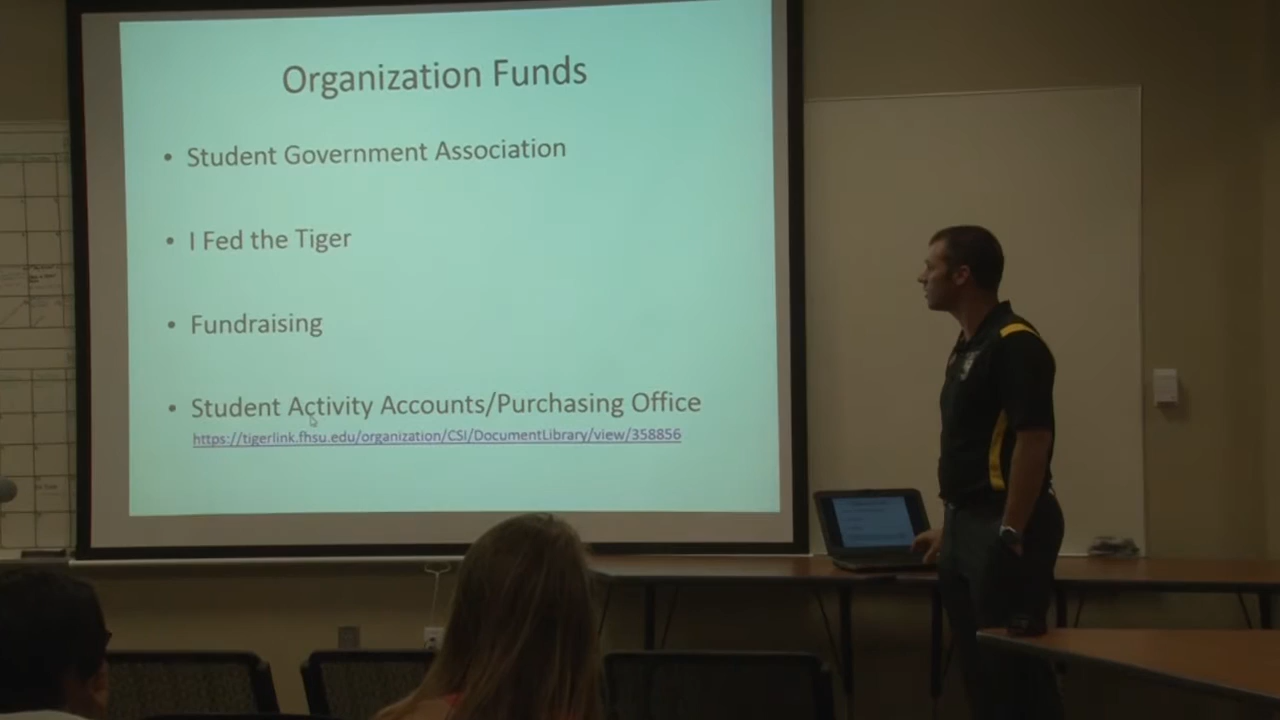 Organization Funds
• Student Government Association
• I Fed the Tiger
• Fundraising
• Student Activity Accounts/Purchasing Office
https://tigerlink.fhsu.edu/organization/CSI/DocumentLibrary/view/358856